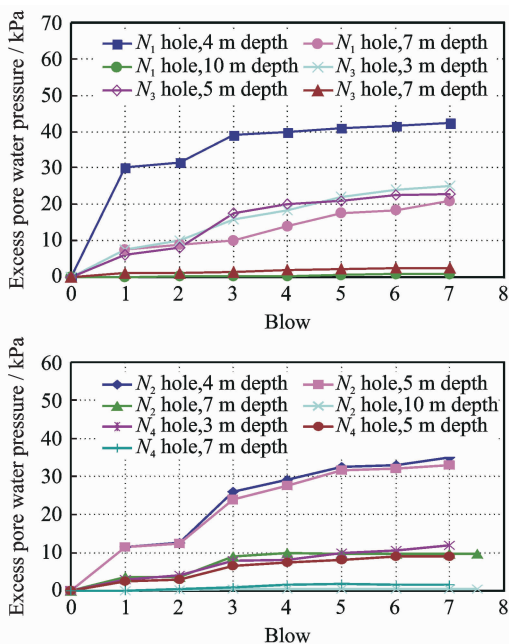 Excess pore water pressure / kPa
70
60
50
40
30
20
10
0
N₁ hole,4 m depth N₁ hole,7 m depth
N₁ hole,10 m depth N₃ hole,3 m depth
N₃ hole,5 m depth N₃ hole,7 m depth
0 1 2 3 4 5 6 7 8
Blow
Excess pore water pressure / kPa
60
50
40
30
20
10
0
N₂ hole,4 m depth N₂ hole,5 m depth
N₂ hole,7 m depth N₂ hole,10 m depth
N₄ hole,3 m depth N₄ hole,5 m depth
N₄ hole,7 m depth
0 1 2 3 4 5 6 7 8
Blow